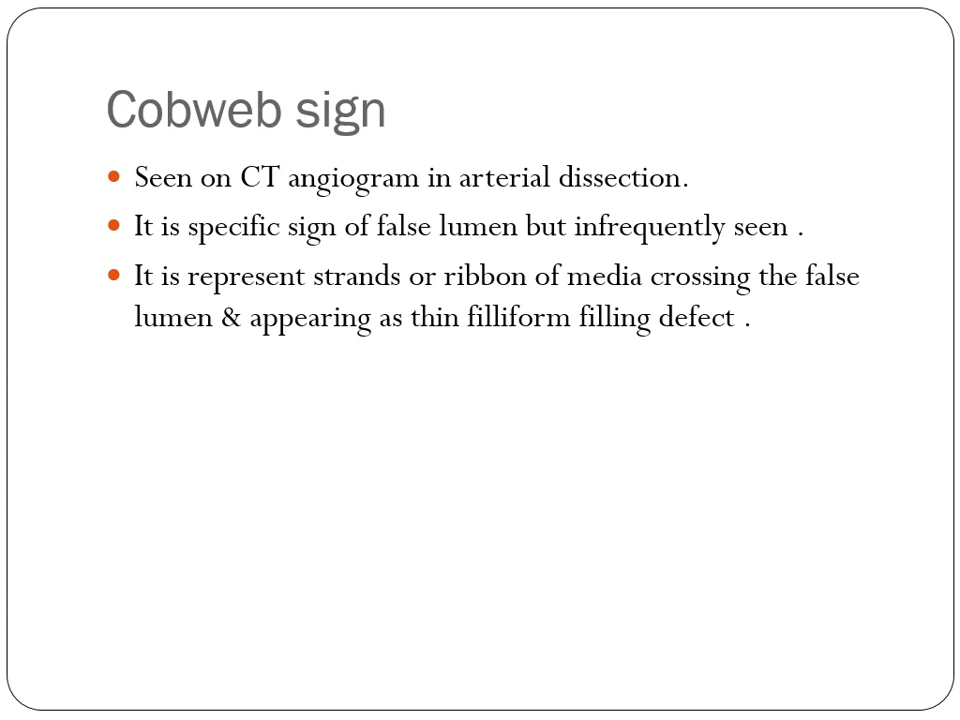 Cobweb sign
• Seen on CT angiogram in arterial dissection.
• It is specific sign of false lumen but infrequently seen .
• It is represent strands or ribbon of media crossing the false
lumen & appearing as thin filliform filling defect .